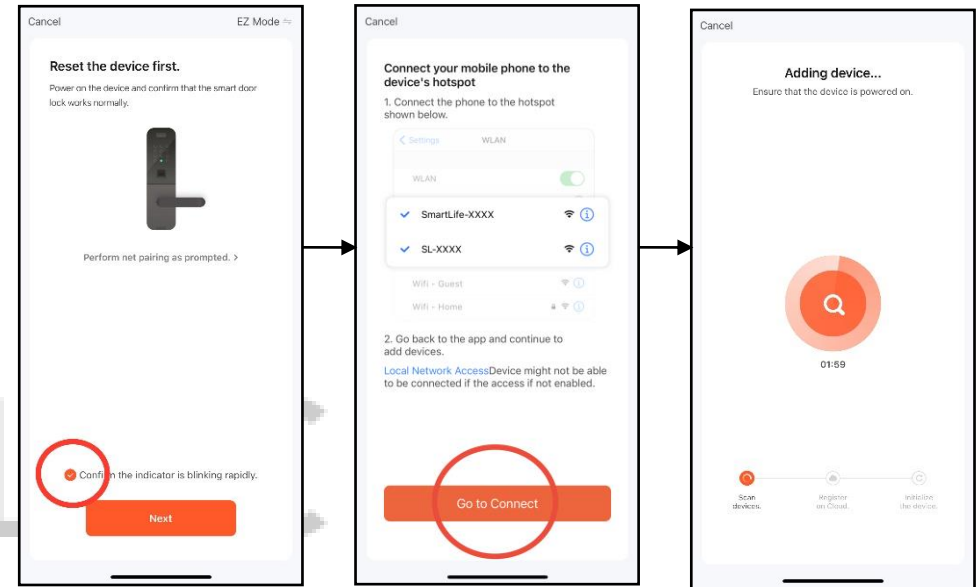 Cancel
EZ Mode
Reset the device first.
Power on the device and confirm that the smart door
lock works normally.
Perform net pairing as prompted. >
Confirm the indicator is blinking rapidly.
Next
Cancel
Connect your mobile phone to the
device's hotspot
1. Connect the phone to the hotspot
shown below.
Settings
WLAN
WLAN
SmartLife-XXXX
SL-XXXX
Wifi - Guest
Wifi - Home
2. Go back to the app and continue to
add devices.
Local Network AccessDevice might not be able
to be connected if the access if not enabled.
Go to Connect
Cancel
Adding device...
Ensure that the device is powered on.
01:59
Scan
devices.
Register
on Cloud.
Initialize
the device.